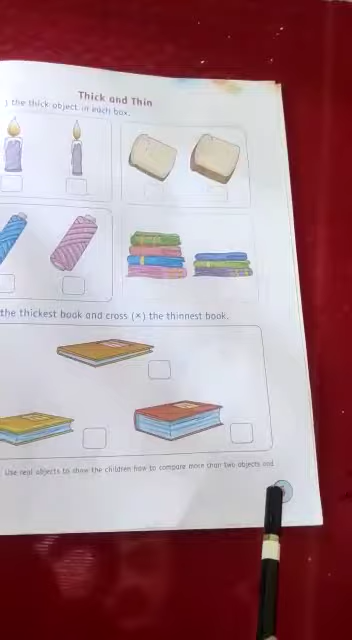 Thick and Thin
) the thick object in each box.
the thickest book and cross (×) the thinnest book.
Use real objects to show the children how to compare more than two objects and